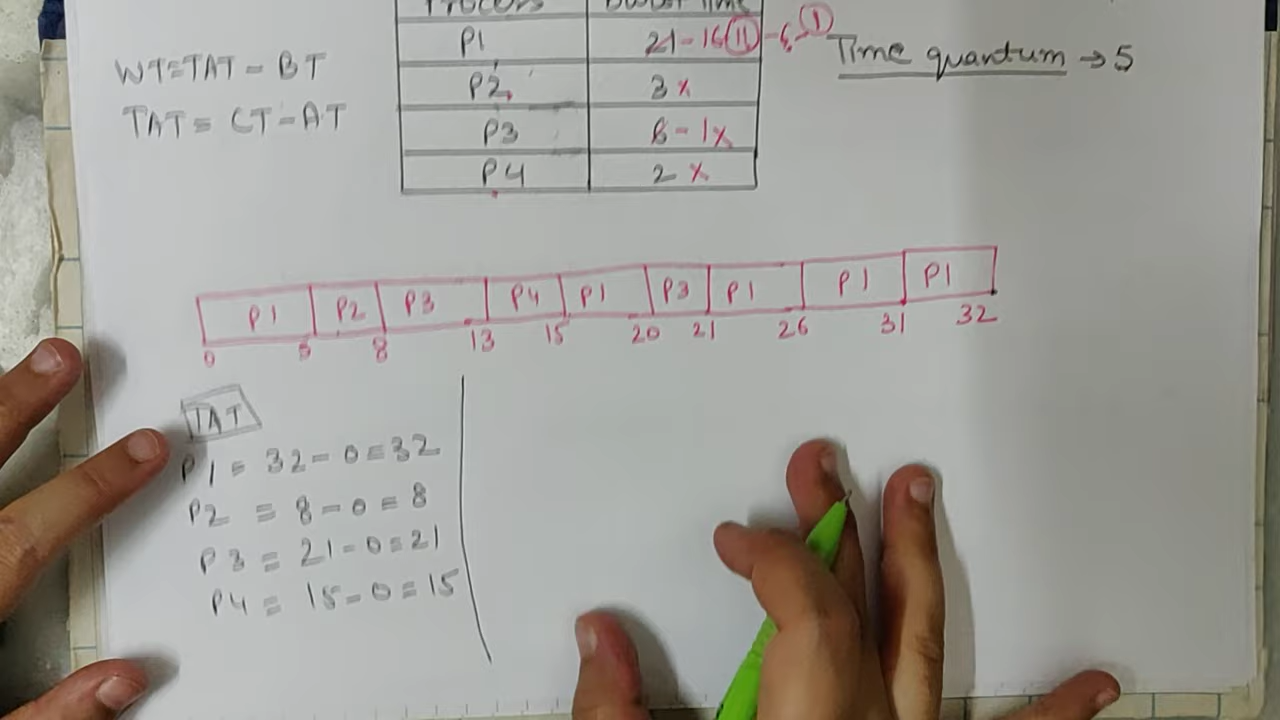 P1 21-16 11 -6- 1
P2 3 x
P3 6-1x
P4 2 x
WT=TAT-BT
TAT=CT-AT
Time quantum → 5
P1 P2 P3 P4 P1 P3 P1 P1 P1
0 5 8 13 15 20 21 26 31 32
TAT
P1 = 32-0=32
P2 = 8-0=8
P3 = 21-0=21
P4 = 15-0=15